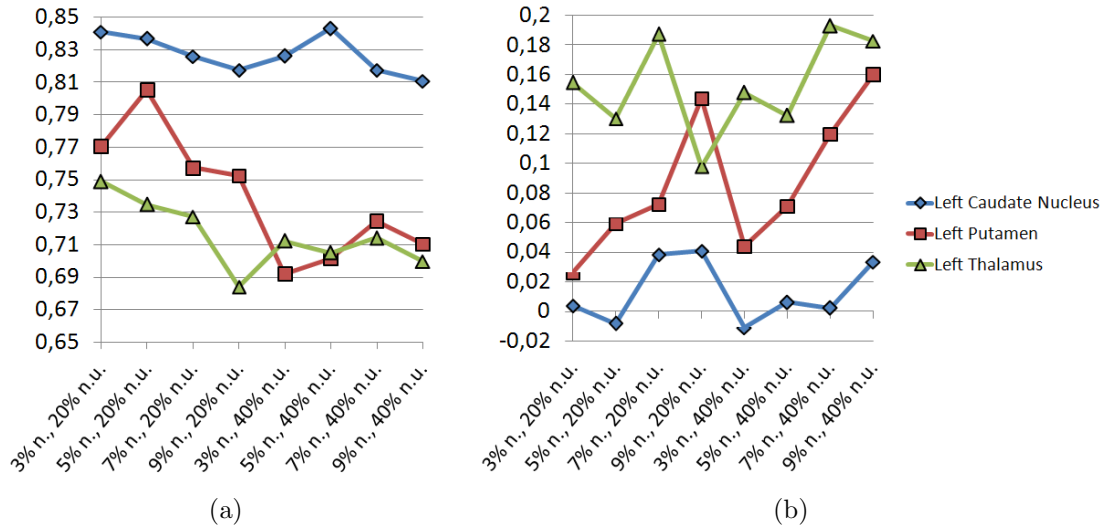 0,85
0,83
0,81
0,79
0,77
0,75
0,73
0,71
0,69
0,67
0,65
3% n., 20% n.u.
5% n., 20% n.u.
7% n., 20% n.u.
9% n., 20% n.u.
3% n., 40% n.u.
5% n., 40% n.u.
7% n., 40% n.u.
9% n., 40% n.u.
(a)
0,2
0,18
0,16
0,14
0,12
0,1
0,08
0,06
0,04
0,02
0
-0,02
3% n., 20% n.u.
5% n., 20% n.u.
7% n., 20% n.u.
9% n., 20% n.u.
3% n., 40% n.u.
5% n., 40% n.u.
7% n., 40% n.u.
9% n., 40% n.u.
(b)
Left Caudate Nucleus
Left Putamen
Left Thalamus